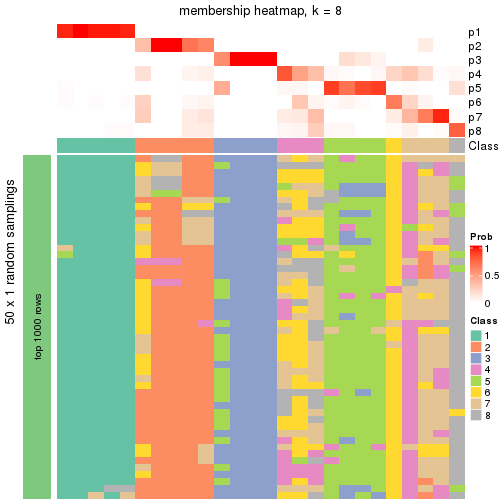 membership heatmap, k = 8
p1
p2
p3
p4
p5
p6
p7
p8
Class
50 x 1 random samplings
top 1000 rows
Prob
1
0.5
0
Class
1
2
3
4
5
6
7
8